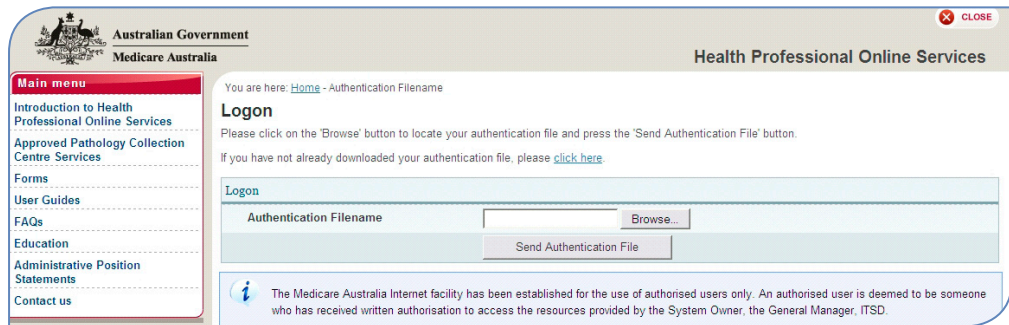 CLOSE
Australian Government
Medicare Australia
Health Professional Online Services
Main menu
Introduction to Health
Professional Online Services
Approved Pathology Collection
Centre Services
Forms
User Guides
FAQs
Education
Administrative Position
Statements
Contact us
You are here: Home - Authentication Filename
Logon
Please click on the 'Browse' button to locate your authentication file and press the 'Send Authentication File' button.
If you have not already downloaded your authentication file, please click here.
Logon
Authentication Filename
Browse...
Send Authentication File
The Medicare Australia Internet facility has been established for the use of authorised users only. An authorised user is deemed to be someone
who has received written authorisation to access the resources provided by the System Owner, the General Manager, ITSD.